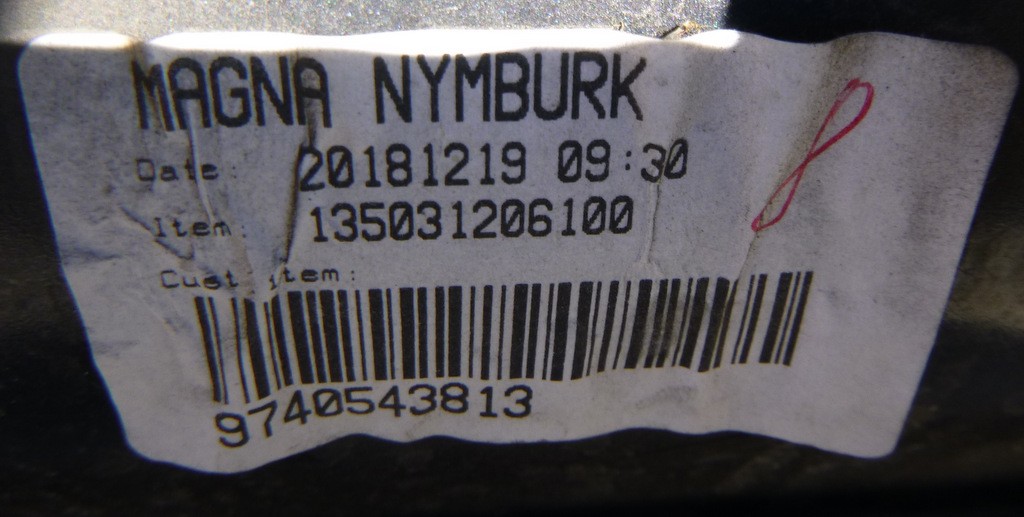 MAGNA NYMBURK
Date: 20181219 09:30
Item: 135031206100
Cust item:
9740543813